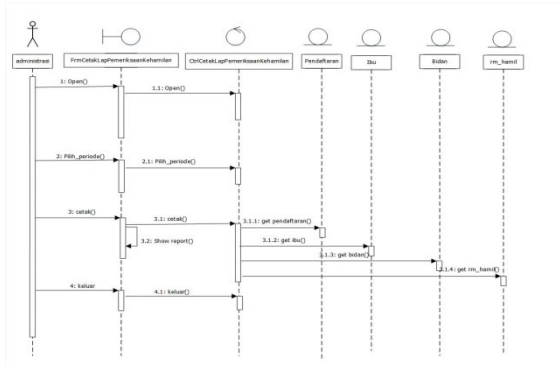 administrasi
FrmCetakLapPemeriksaanKehamilan
CtrlCetakLapPemeriksaanKehamilan
Pendaftaran
Ibu
Bidan
rm_hamil
1: Open()
1.1: Open()
2: Pilih_periode()
2.1: Pilih_periode()
3: cetak()
3.1: cetak()
3.1.1: get pendaftaran()
3.2: Show report()
3.1.2: get ibu()
3.1.3: get bidan()
3.1.4: get rm_hamil()
4: keluar
4.1: keluar()